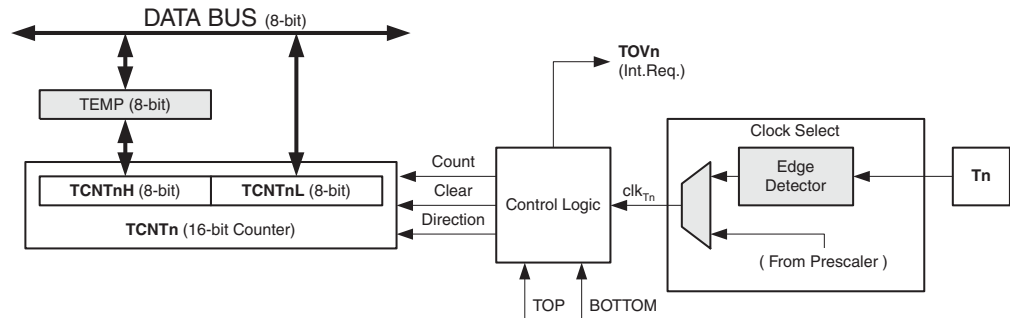 DATA BUS (8-bit)
TOVn
(Int.Req.)
TEMP (8-bit)
Clock Select
Count
Edge
Detector
Tn
TCNTnH (8-bit) TCNTnL (8-bit)
Clear
Control Logic
clkTn
TCNTn (16-bit Counter)
Direction
( From Prescaler )
TOP
BOTTOM